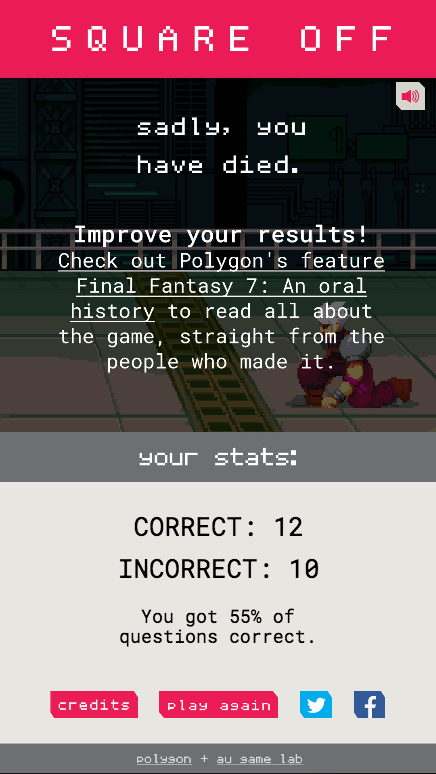 SQUARE OFF
sadly, you
have died.
Improve your results!
Check out Polygon's feature
Final Fantasy 7: An oral
history to read all about
the game, straight from the
people who made it.
your stats:
CORRECT: 12
INCORRECT: 10
You got 55% of
questions correct.
credits
play again
polygon + au game lab